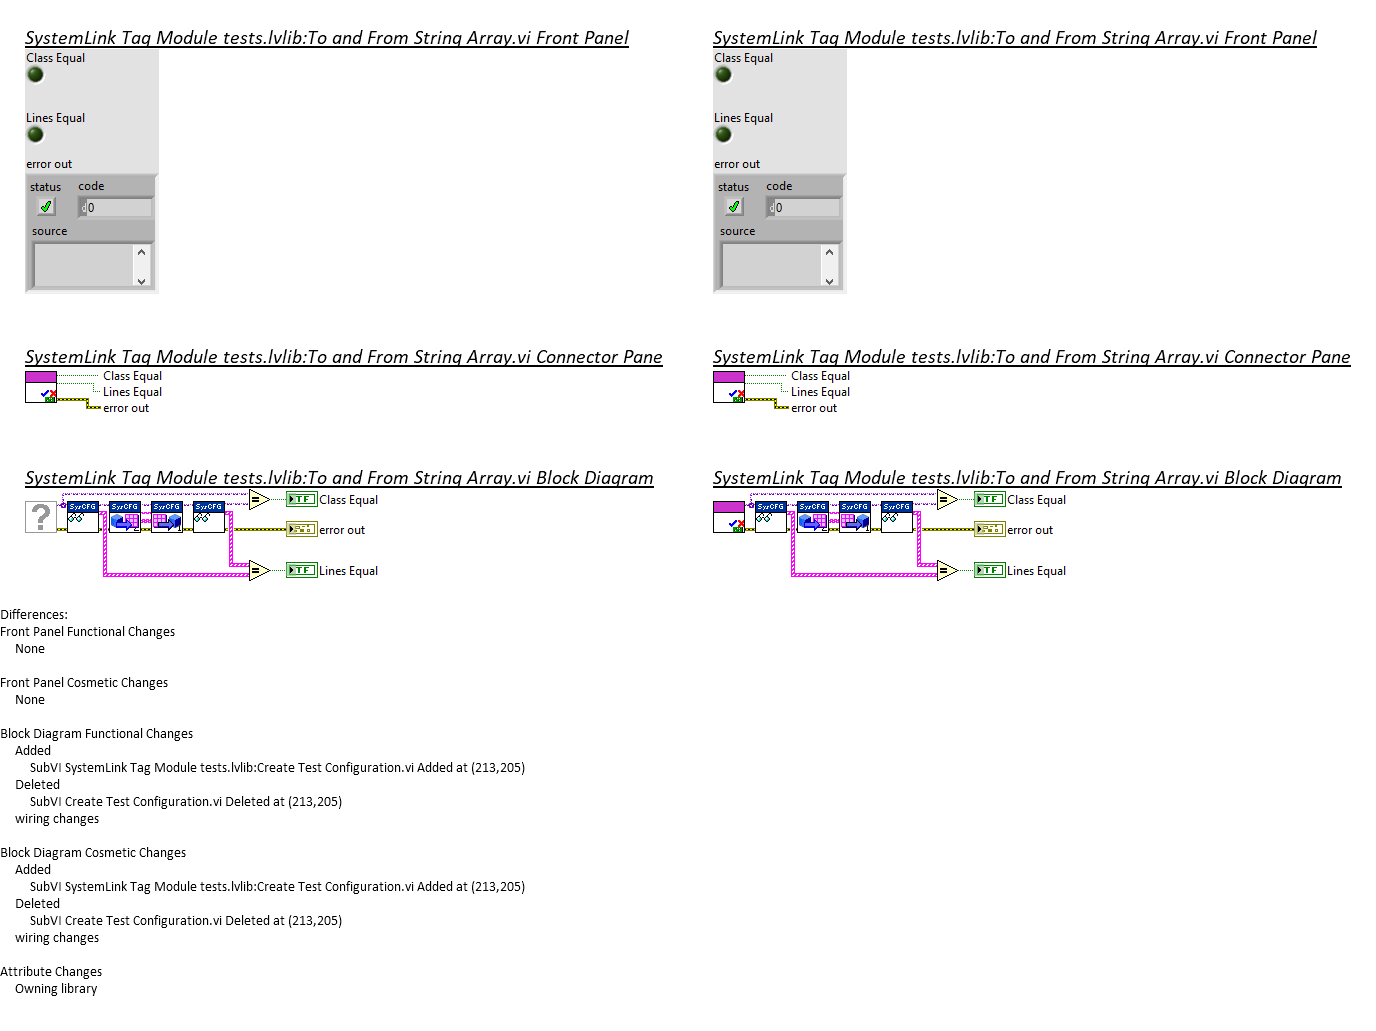 SystemLink Tag Module tests.lvlib:To and From String Array.vi Front Panel
Class Equal
Lines Equal
error out
status code
0
source
SystemLink Tag Module tests.lvlib:To and From String Array.vi Front Panel
Class Equal
Lines Equal
error out
status code
0
source
SystemLink Tag Module tests.lvlib:To and From String Array.vi Connector Pane
Class Equal
Lines Equal
error out
SystemLink Tag Module tests.lvlib:To and From String Array.vi Connector Pane
Class Equal
Lines Equal
error out
SystemLink Tag Module tests.lvlib:To and From String Array.vi Block Diagram
?
SysCFG SysCFG SysCFG SysCFG
= TF Class Equal
error out
= TF Lines Equal
SystemLink Tag Module tests.lvlib:To and From String Array.vi Block Diagram
SysCFG SysCFG SysCFG SysCFG
= TF Class Equal
error out
= TF Lines Equal
Differences:
Front Panel Functional Changes
None
Front Panel Cosmetic Changes
None
Block Diagram Functional Changes
Added
SubVI SystemLink Tag Module tests.lvlib:Create Test Configuration.vi Added at (213,205)
Deleted
SubVI Create Test Configuration.vi Deleted at (213,205)
wiring changes
Block Diagram Cosmetic Changes
Added
SubVI SystemLink Tag Module tests.lvlib:Create Test Configuration.vi Added at (213,205)
Deleted
SubVI Create Test Configuration.vi Deleted at (213,205)
wiring changes
Attribute Changes
Owning library